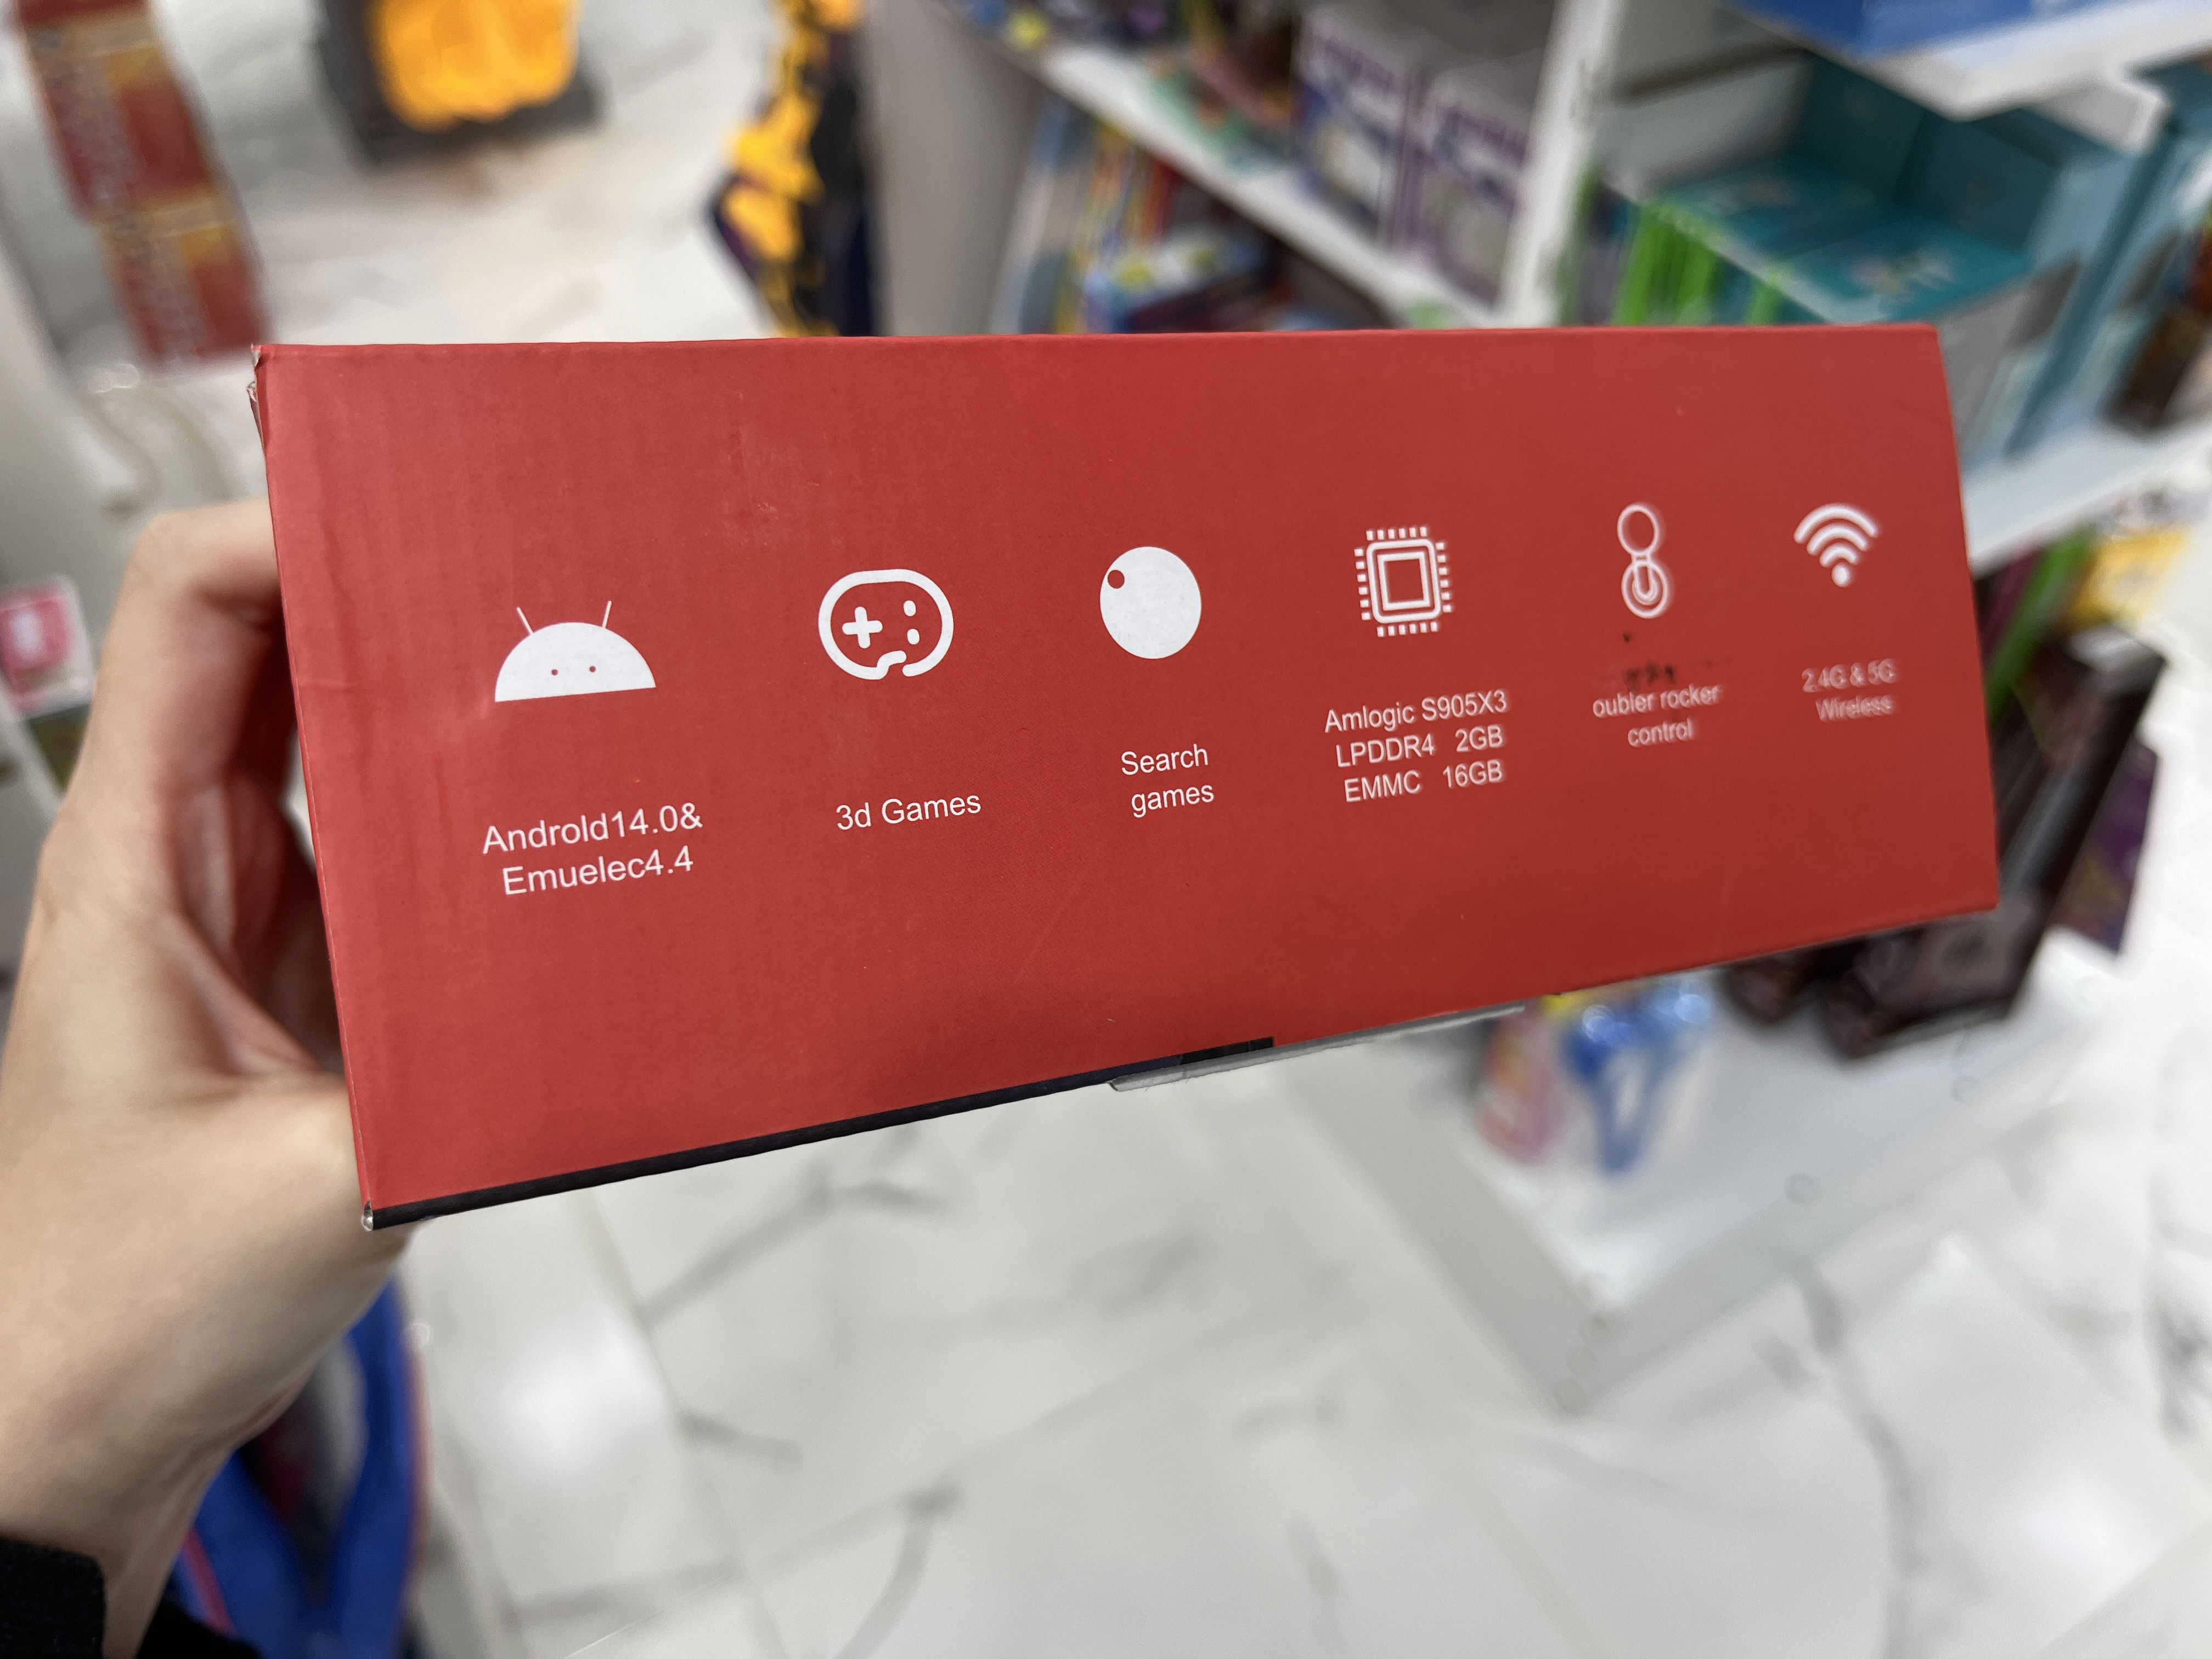 Androld14.0&
Emuelec4.4
3d Games
Search
games
Amlogic S905X3
LPDDR4 2GB
EMMC 16GB
oubler rocker
control
2.4G & 5G
Wireless